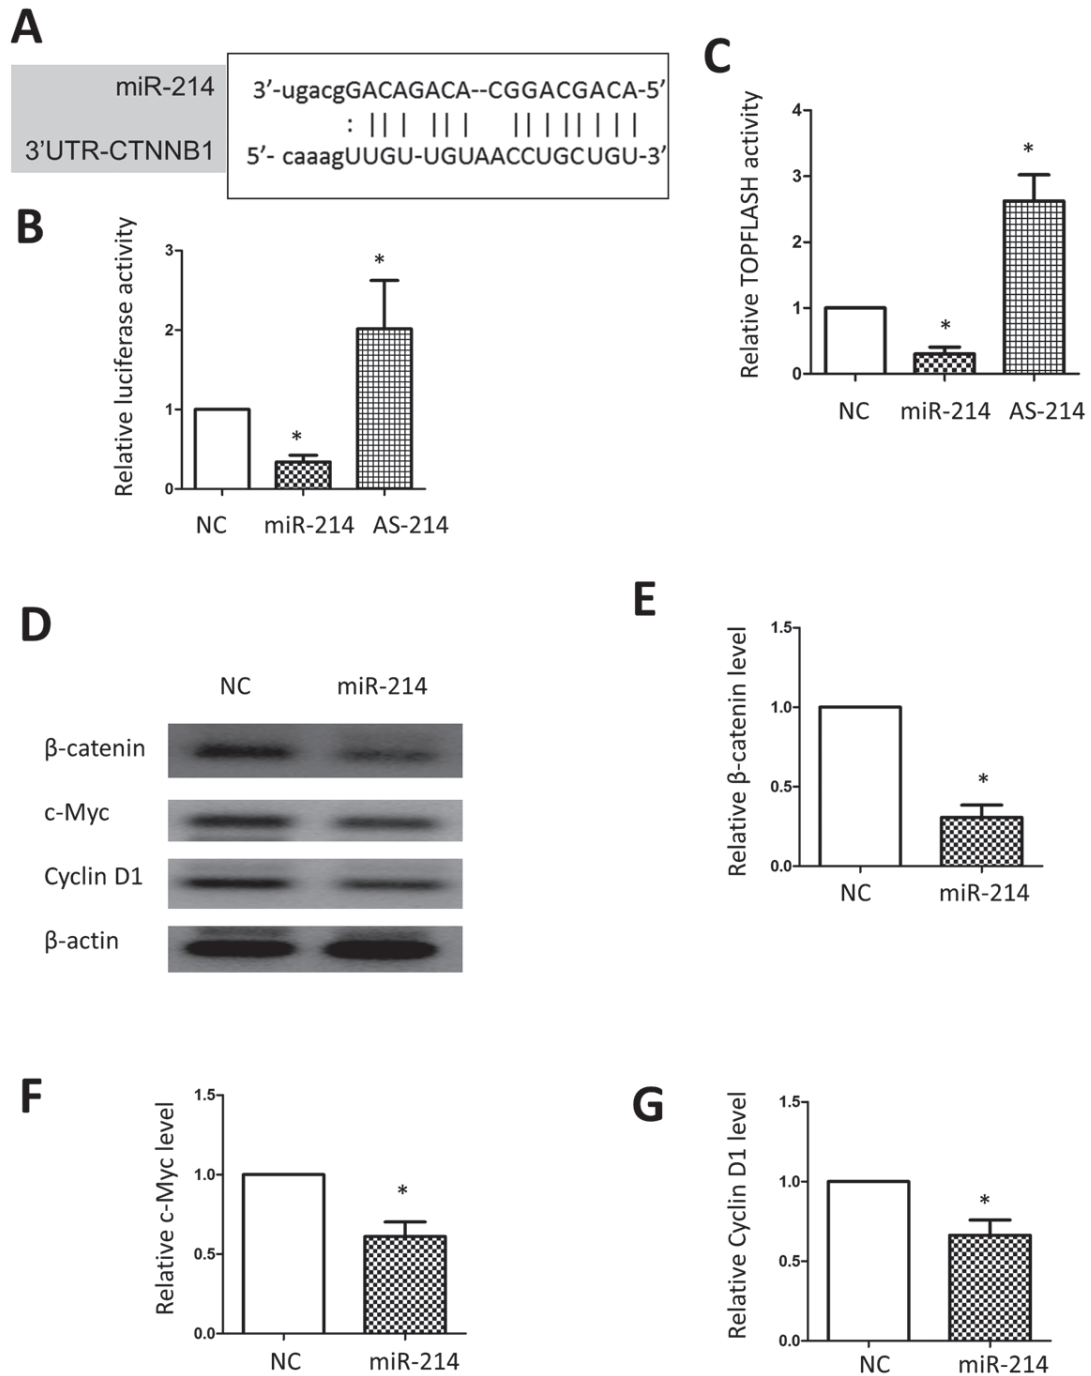 A
miR-214
3'-ugacgGACAGACA--CGGACGACA-5'
: || | || | || | || | | |
3'UTR-CTNNB1
5'- caaagUUGU-UGUAACCUGCUGU-3'
B
Relative luciferase activity
3
2
1
0
*
*
NC miR-214 AS-214
C
Relative TOPFLASH activity
4
3
2
1
0
*
*
NC miR-214 AS-214
D
NC miR-214
β-catenin
c-Myc
Cyclin D1
β-actin
E
Relative β-catenin level
1.5
1.0
0.5
0.0
*
NC miR-214
F
Relative c-Myc level
1.5
1.0
0.5
0.0
*
NC miR-214
G
Relative Cyclin D1 level
1.5
1.0
0.5
0.0
*
NC miR-214